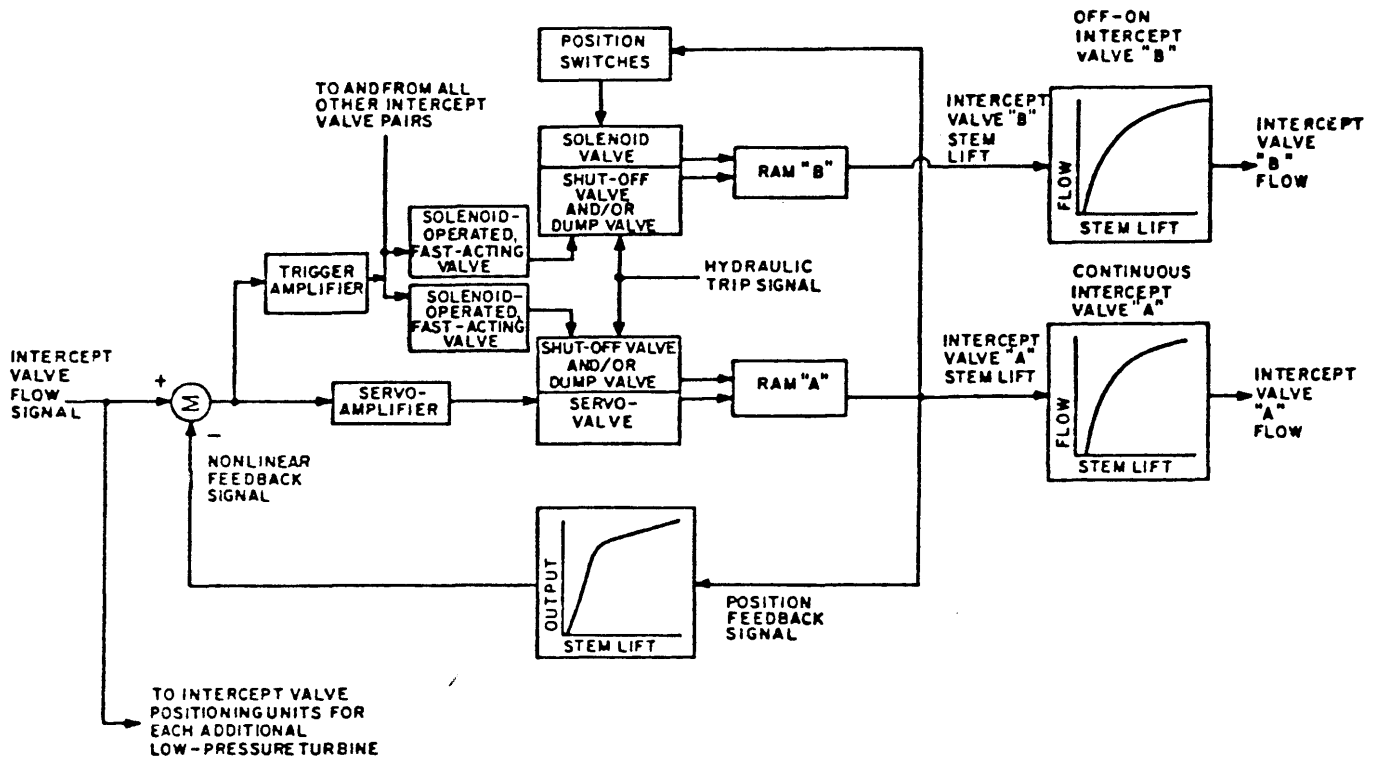 OFF-ON
INTERCEPT
VALVE "B"
POSITION
SWITCHES
TO AND FROM ALL
OTHER INTERCEPT
VALVE PAIRS
INTERCEPT
VALVE "B"
STEM
LIFT
SOLENOID
VALVE
SHUT-OFF
VALVE
AND/OR
DUMP VALVE
RAM "B"
FLOW
STEM LIFT
INTERCEPT
VALVE
"B"
FLOW
SOLENOID-
OPERATED,
FAST-ACTING
VALVE
TRIGGER
AMPLIFIER
HYDRAULIC
TRIP SIGNAL
CONTINUOUS
INTERCEPT
VALVE "A"
SOLENOID-
OPERATED,
FAST-ACTING
VALVE
SHUT-OFF VALVE
AND/OR
DUMP VALVE
SERVO-
VALVE
RAM "A"
INTERCEPT
VALVE "A"
STEM LIFT
FLOW
STEM LIFT
INTERCEPT
VALVE
"A"
FLOW
INTERCEPT
VALVE
FLOW
SIGNAL
+
M
−
SERVO-
AMPLIFIER
NONLINEAR
FEEDBACK
SIGNAL
OUTPUT
STEM LIFT
POSITION
FEEDBACK
SIGNAL
TO INTERCEPT VALVE
POSITIONING UNITS FOR
EACH ADDITIONAL
LOW-PRESSURE TURBINE